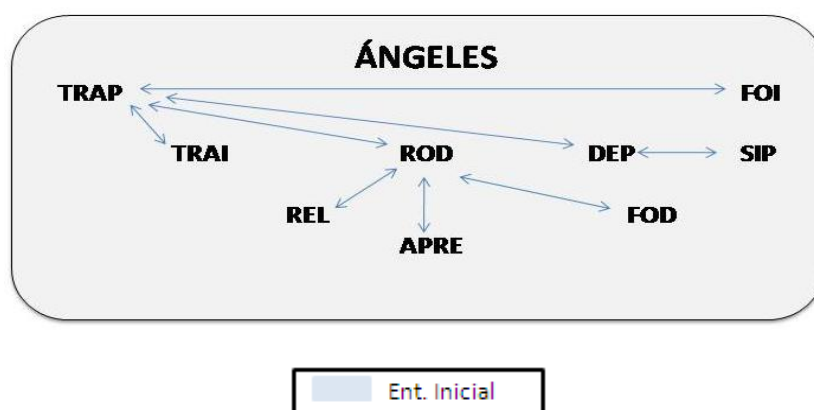 ÁNGELES
TRAP
FOI
TRAI
ROD
DEP
SIP
REL
FOD
APRE
Ent. Inicial